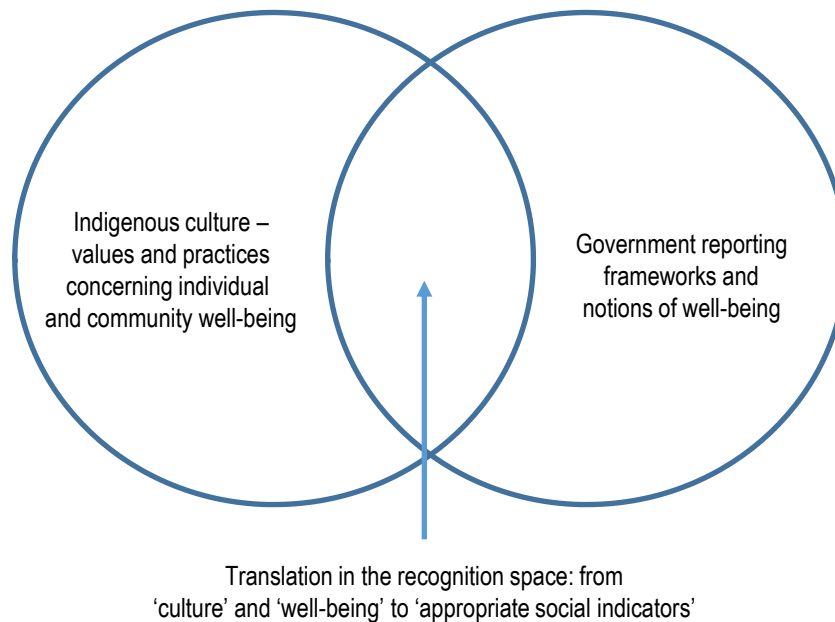 Indigenous culture –
values and practices
concerning individual
and community well-being
Government reporting
frameworks and
notions of well-being
Translation in the recognition space: from
‘culture’ and ‘well-being’ to ‘appropriate social indicators’